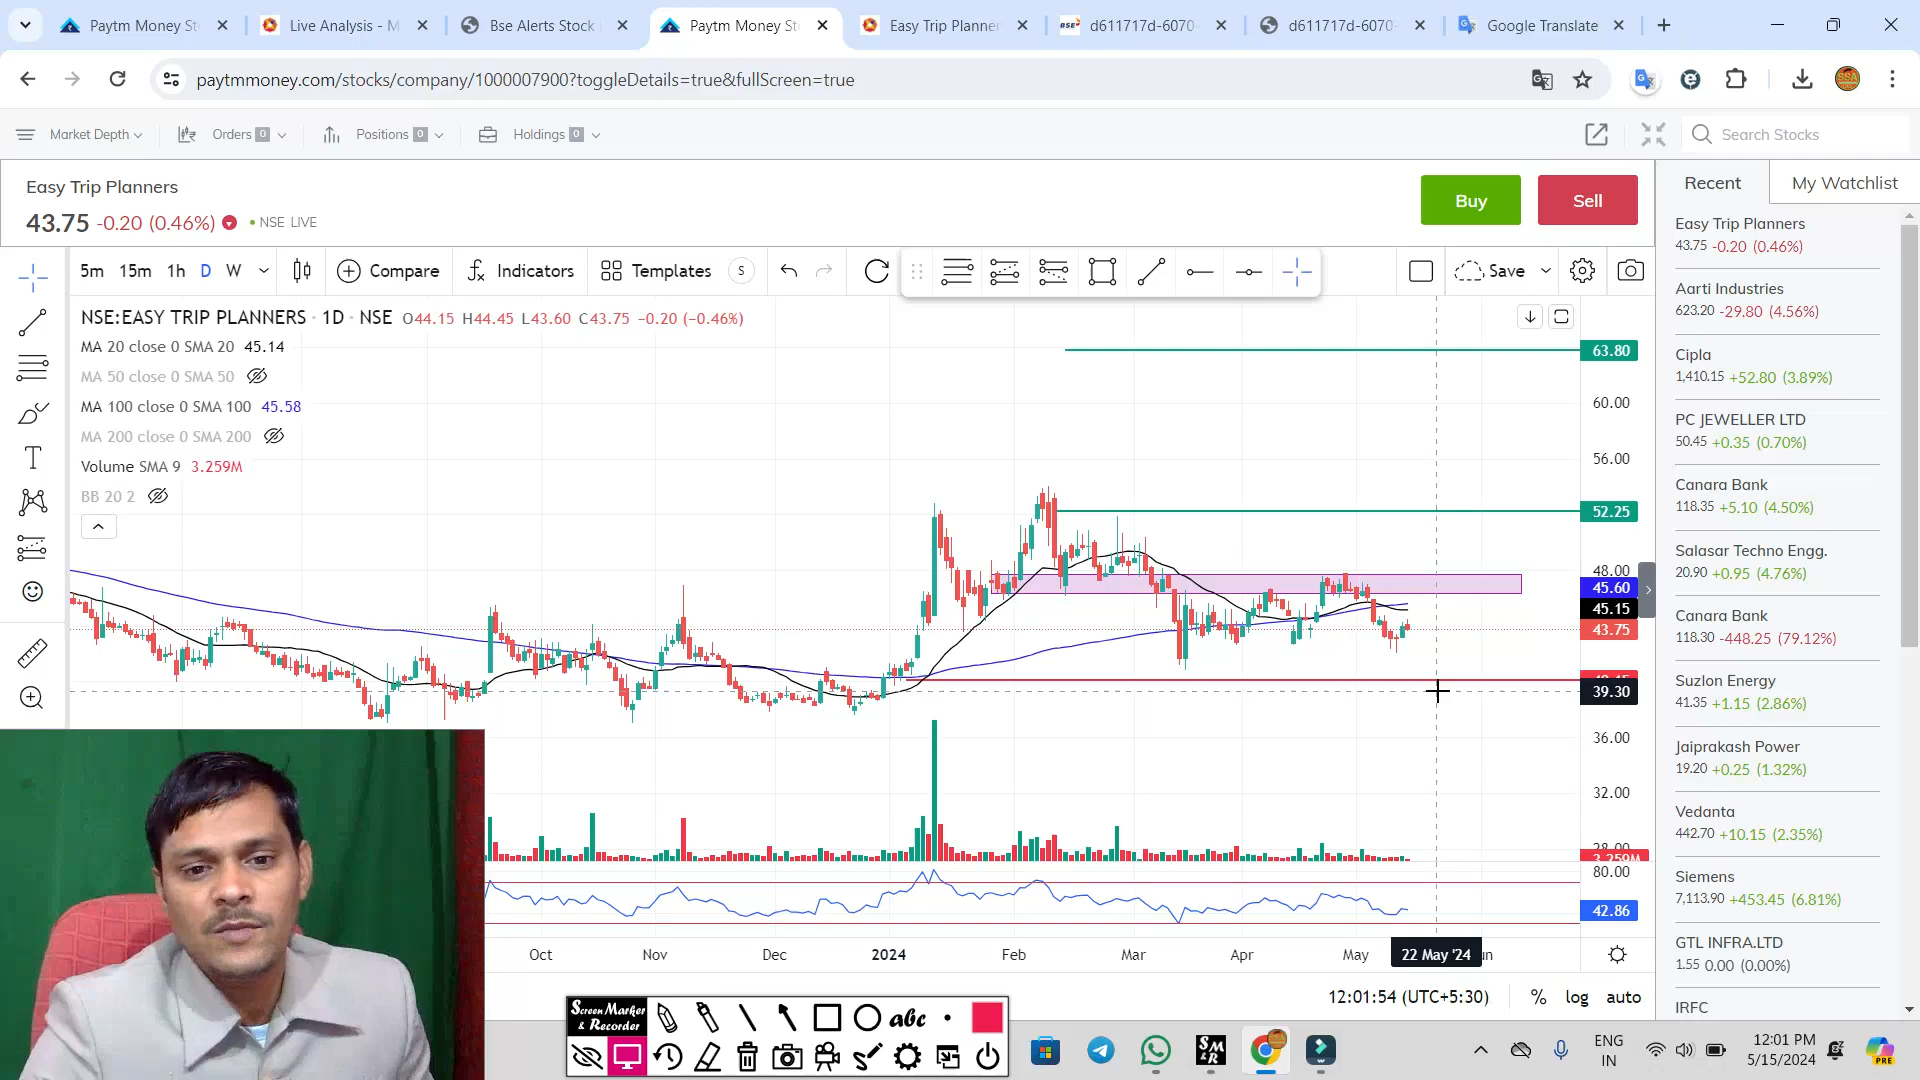 Paytm Money St
Live Analysis - M
Bse Alerts Stock
Paytm Money St
Easy Trip Planner
BSE
d611717d-6070-
d611717d-6070-
Google Translate
paytmmoney.com/stocks/company/1000007900?toggleDetails=true&fullScreen=true
Market Depth
Orders 0
Positions 0
Holdings 0
Search Stocks
Easy Trip Planners
43.75 -0.20 (0.46%)
NSE LIVE
Buy
Sell
Recent
My Watchlist
5m 15m 1h D W
Compare
Indicators
Templates
S
Save
NSE:EASY TRIP PLANNERS · 1D · NSE O44.15 H44.45 L43.60 C43.75 -0.20 (-0.46%)
MA 20 close 0 SMA 20 45.14
MA 50 close 0 SMA 50
MA 100 close 0 SMA 100 45.58
MA 200 close 0 SMA 200
Volume SMA 9 3.259M
BB 20 2
63.80
60.00
56.00
52.25
48.00
45.60
45.15
43.75
39.30
36.00
32.00
28.00
3.259M
80.00
42.86
Oct
Nov
Dec
2024
Feb
Mar
Apr
May
22 May '24
12:01:54 (UTC+5:30)
%
log
auto
Easy Trip Planners
43.75 -0.20 (0.46%)
Aarti Industries
623.20 -29.80 (4.56%)
Cipla
1,410.15 +52.80 (3.89%)
PC JEWELLER LTD
50.45 +0.35 (0.70%)
Canara Bank
118.35 +5.10 (4.50%)
Salasar Techno Engg.
20.90 +0.95 (4.76%)
Canara Bank
118.30 -448.25 (79.12%)
Suzlon Energy
41.35 +1.15 (2.86%)
Jaiprakash Power
19.20 +0.25 (1.32%)
Vedanta
442.70 +10.15 (2.35%)
Siemens
7,113.90 +453.45 (6.81%)
GTL INFRA.LTD
1.55 0.00 (0.00%)
IRFC
Screen Marker
& Recorder
abc
SM
&R
ENG
IN
12:01 PM
5/15/2024
PRE